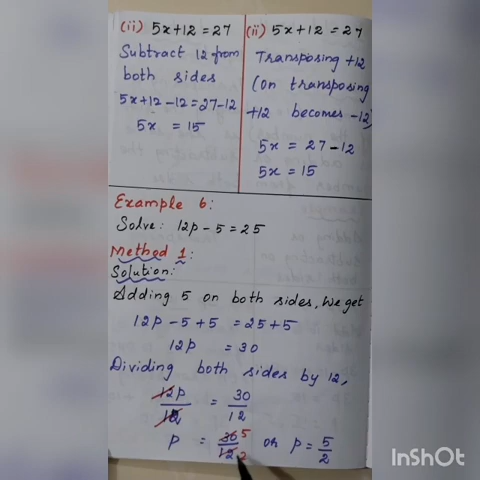 (ii) 5x+12 = 27
Subtract 12 from
both sides
5x+12-12=27-12
5x = 15
(ii) 5x+12=27
Transposing +12
(on transposing
+12 becomes -12)
5x = 27-12
5x = 15
Example 6:
Solve: 12p - 5 = 25
Method 1:
Solution:
Adding 5 on both sides, we get
12p - 5 + 5 = 25+5
12p = 30
Dividing both sides by 12,
12p/12 = 30/12
p = 30/12 5/2 or p = 5/2
InShOt